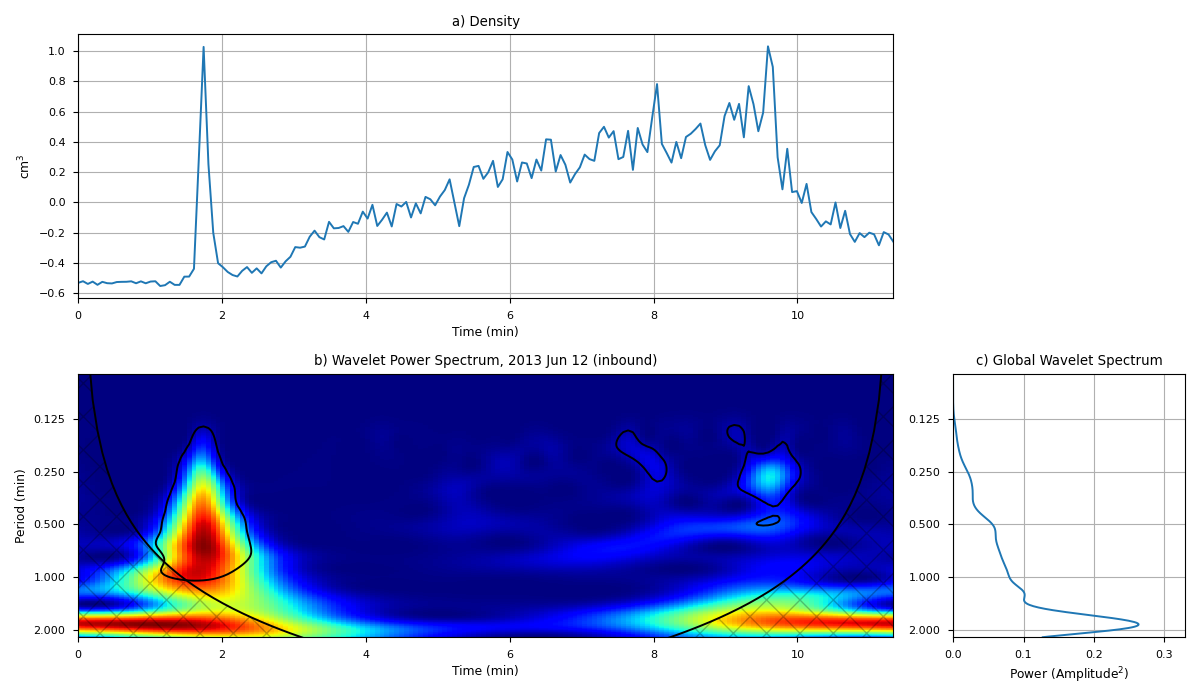 a) Density
1.0
0.8
0.6
0.4
0.2
0.0
−0.2
−0.4
−0.6
cm³
0 2 4 6 8 10
Time (min)
b) Wavelet Power Spectrum, 2013 Jun 12 (inbound)
0.125
0.250
0.500
1.000
2.000
Period (min)
0 2 4 6 8 10
Time (min)
c) Global Wavelet Spectrum
0.125
0.250
0.500
1.000
2.000
0.0 0.1 0.2 0.3
Power (Amplitude²)